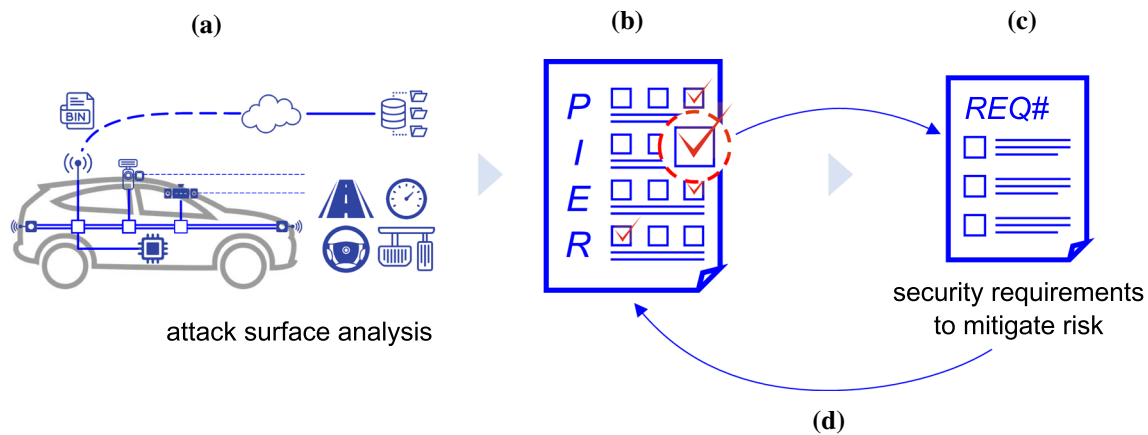 (a)
(b)
(c)
BIN
P
I
E
R
REQ#
attack surface analysis
security requirements
to mitigate risk
(d)